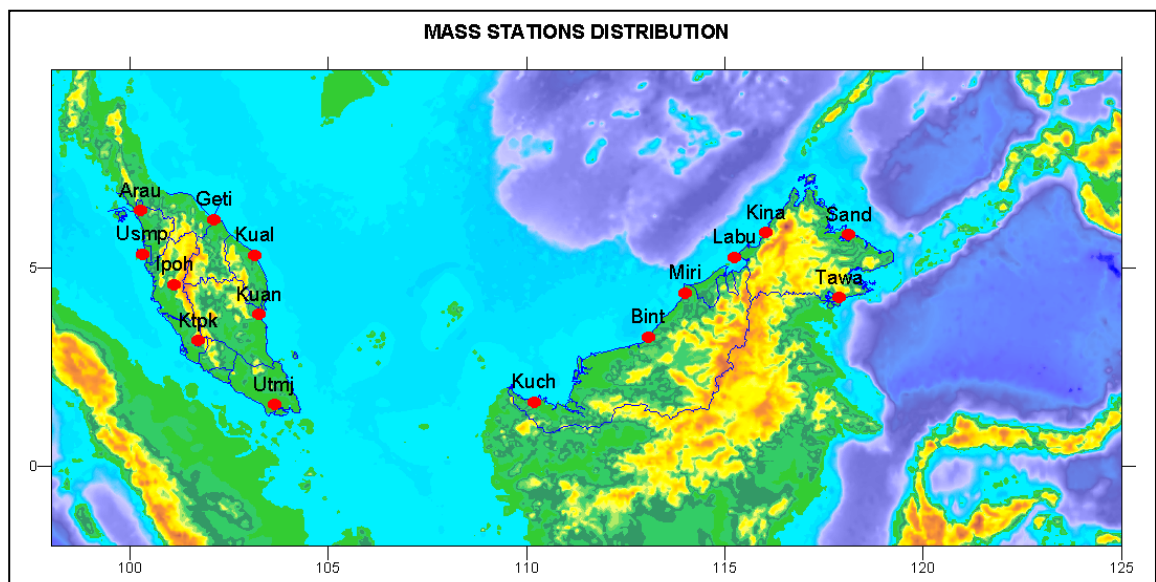 MASS STATIONS DISTRIBUTION
Arau
Geti
Usmp
Kual
Ipoh
Kuan
Ktpk
Utmj
Kina
Sand
Labu
Miri
Tawa
Bint
Kuch
5
0
100
105
110
115
120
125